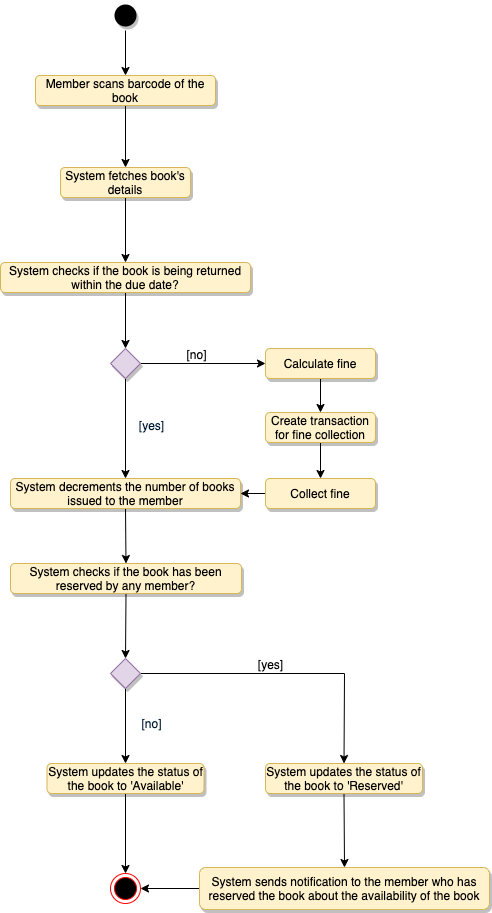 Member scans barcode of the
book
System fetches book's
details
System checks if the book is being returned
within the due date?
[no]
Calculate fine
Create transaction
for fine collection
[yes]
System decrements the number of books
issued to the member
Collect fine
System checks if the book has been
reserved by any member?
[yes]
[no]
System updates the status of
the book to 'Available'
System updates the status of
the book to 'Reserved'
System sends notification to the member who has
reserved the book about the availability of the book